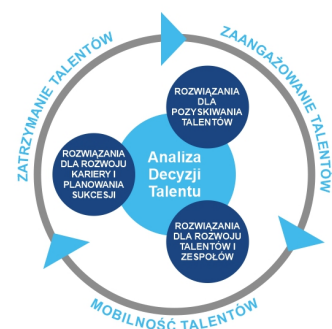 ZATRZYMANIE TALENTÓW
ZAANGAŻOWANIE TALENTÓW
ROZWIĄZANIA
DLA
POZYSKIWANIA
TALENTÓW
ROZWIĄZANIA
DLA ROZWOJU
KARIERY I
PLANOWANIA
SUKCESJI
Analiza
Decyzji
Talentu
ROZWIĄZANIA
DLA ROZWOJU
TALENTÓW I
ZESPOŁÓW
MOBILNOŚĆ TALENTÓW